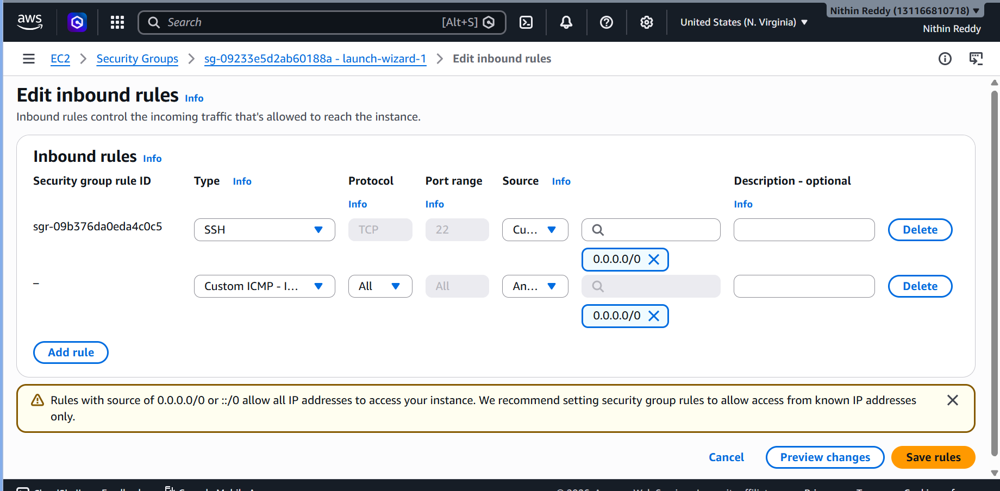 aws
Search
[Alt+S]
United States (N. Virginia)
Nithin Reddy (131166810718)
Nithin Reddy
EC2 > Security Groups > sg-09233e5d2ab60188a - launch-wizard-1 > Edit inbound rules
Edit inbound rules Info
Inbound rules control the incoming traffic that's allowed to reach the instance.
Inbound rules Info
Security group rule ID Type Info Protocol Port range Source Info Description - optional
Info Info Info
sgr-09b376da0eda4c0c5 SSH TCP 22 Cu... Delete
0.0.0.0/0
– Custom ICMP - I... All All An... Delete
0.0.0.0/0
Add rule
Rules with source of 0.0.0.0/0 or ::/0 allow all IP addresses to access your instance. We recommend setting security group rules to allow access from known IP addresses
only.
Cancel Preview changes Save rules